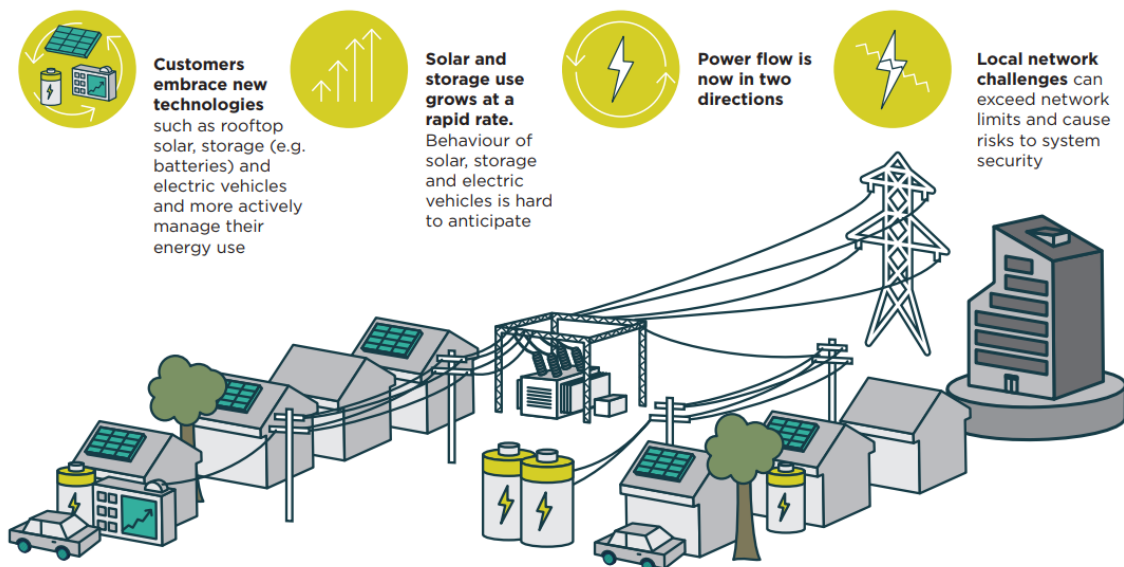 Customers
embrace new
technologies
such as rooftop
solar, storage (e.g.
batteries) and
electric vehicles
and more actively
manage their
energy use
Solar and
storage use
grows at a
rapid rate.
Behaviour of
solar, storage
and electric
vehicles is hard
to anticipate
Power flow is
now in two
directions
Local network
challenges can
exceed network
limits and cause
risks to system
security